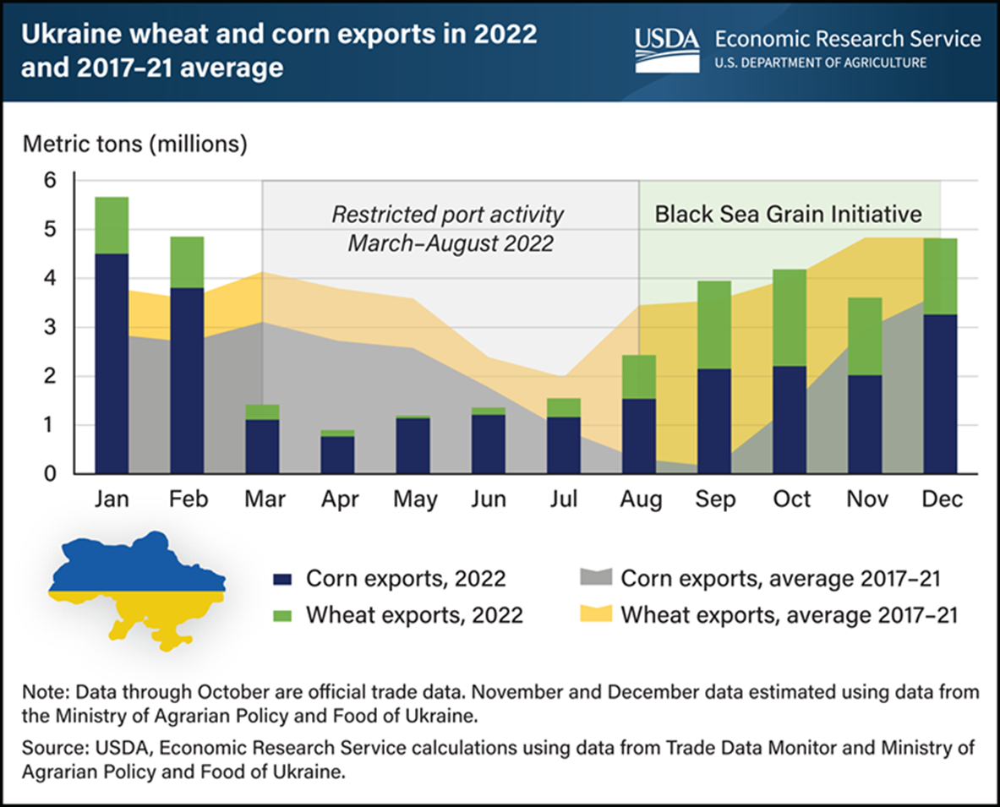 Ukraine wheat and corn exports in 2022
and 2017–21 average
USDA
Economic Research Service
U.S. DEPARTMENT OF AGRICULTURE
Metric tons (millions)
6
5
4
3
2
1
0
Restricted port activity
March–August 2022
Black Sea Grain Initiative
Jan Feb Mar Apr May Jun Jul Aug Sep Oct Nov Dec
Corn exports, 2022
Corn exports, average 2017–21
Wheat exports, 2022
Wheat exports, average 2017–21
Note: Data through October are official trade data. November and December data estimated using data from
the Ministry of Agrarian Policy and Food of Ukraine.
Source: USDA, Economic Research Service calculations using data from Trade Data Monitor and Ministry of
Agrarian Policy and Food of Ukraine.